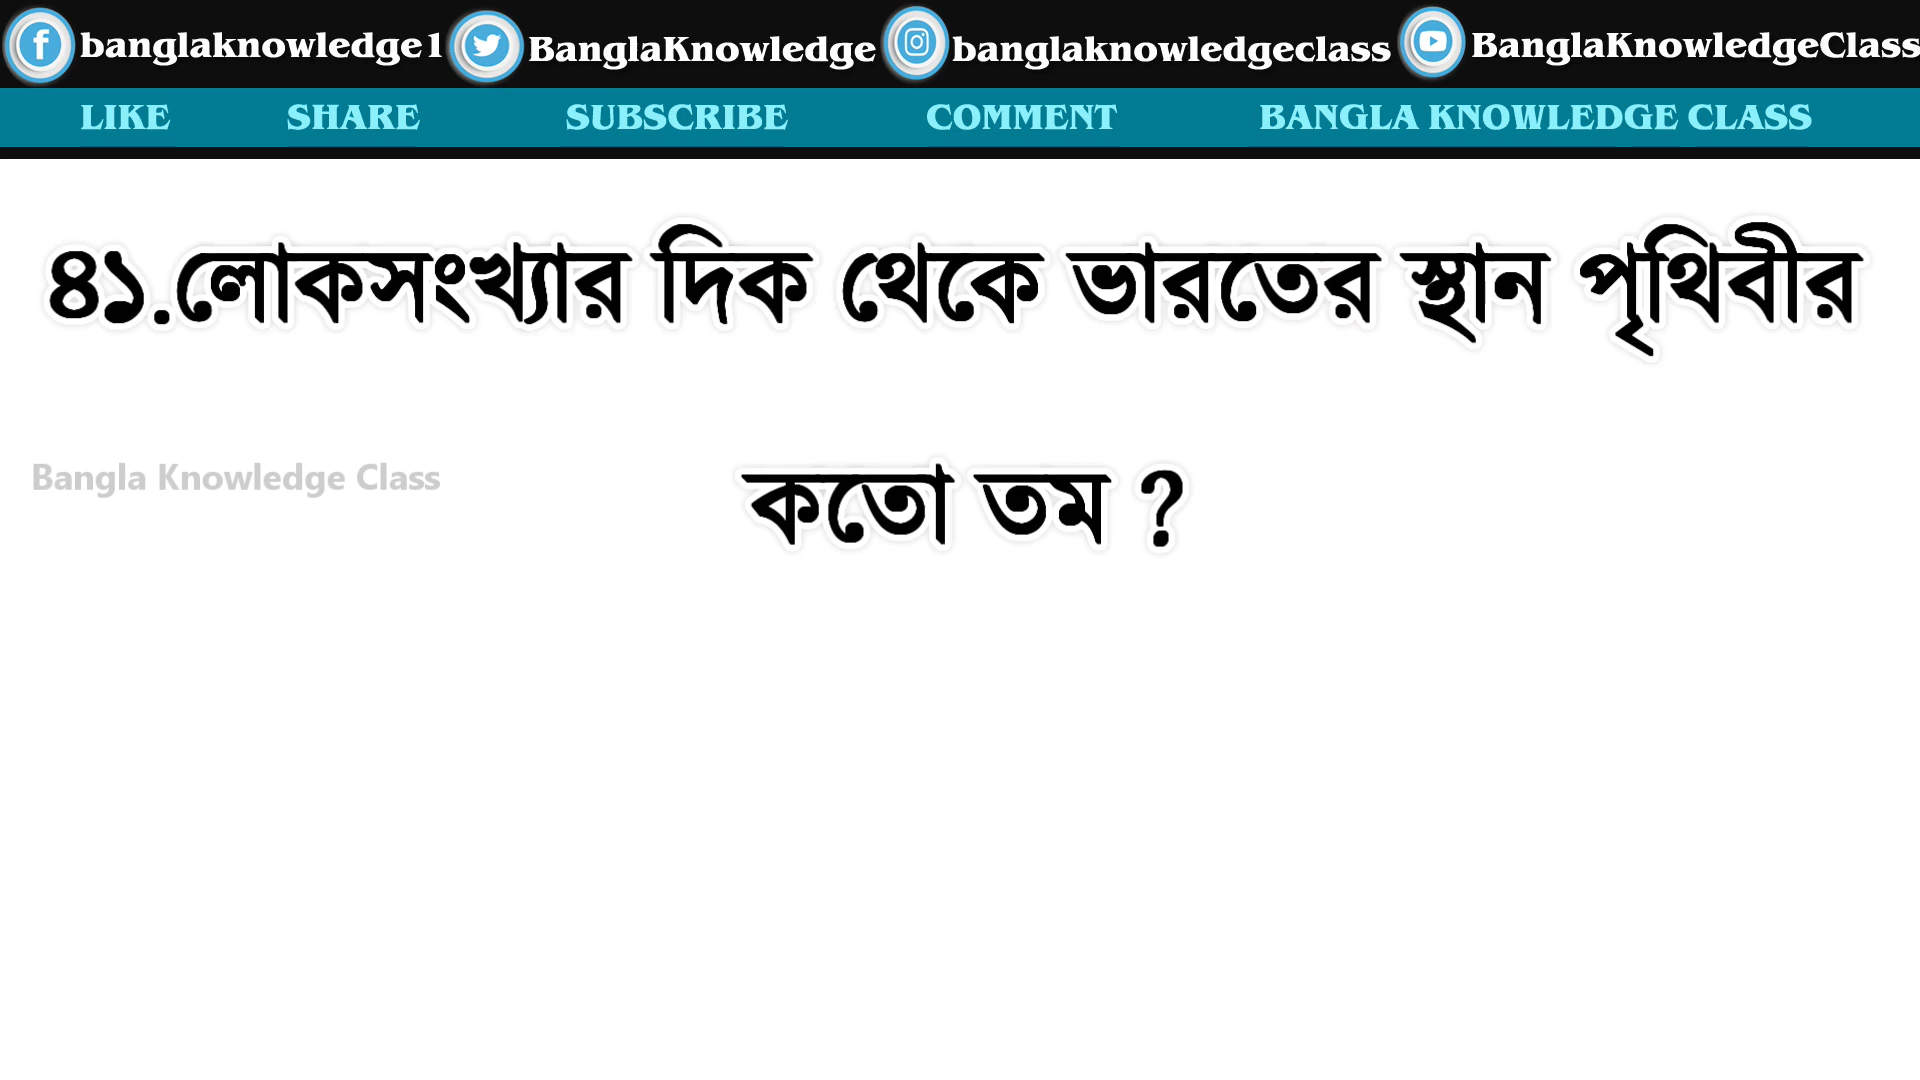 banglaknowledge1 BanglaKnowledge banglaknowledgeclass BanglaKnowledgeClass
LIKE SHARE SUBSCRIBE COMMENT BANGLA KNOWLEDGE CLASS
৪১.লোকসংখ্যার দিক থেকে ভারতের স্থান পৃথিবীর
কতো তম ?
Bangla Knowledge Class